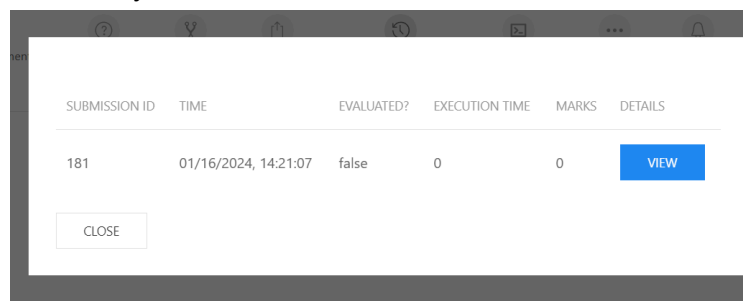 men
SUBMISSION ID TIME EVALUATED? EXECUTION TIME MARKS DETAILS
181 01/16/2024, 14:21:07 false 0 0 VIEW
CLOSE